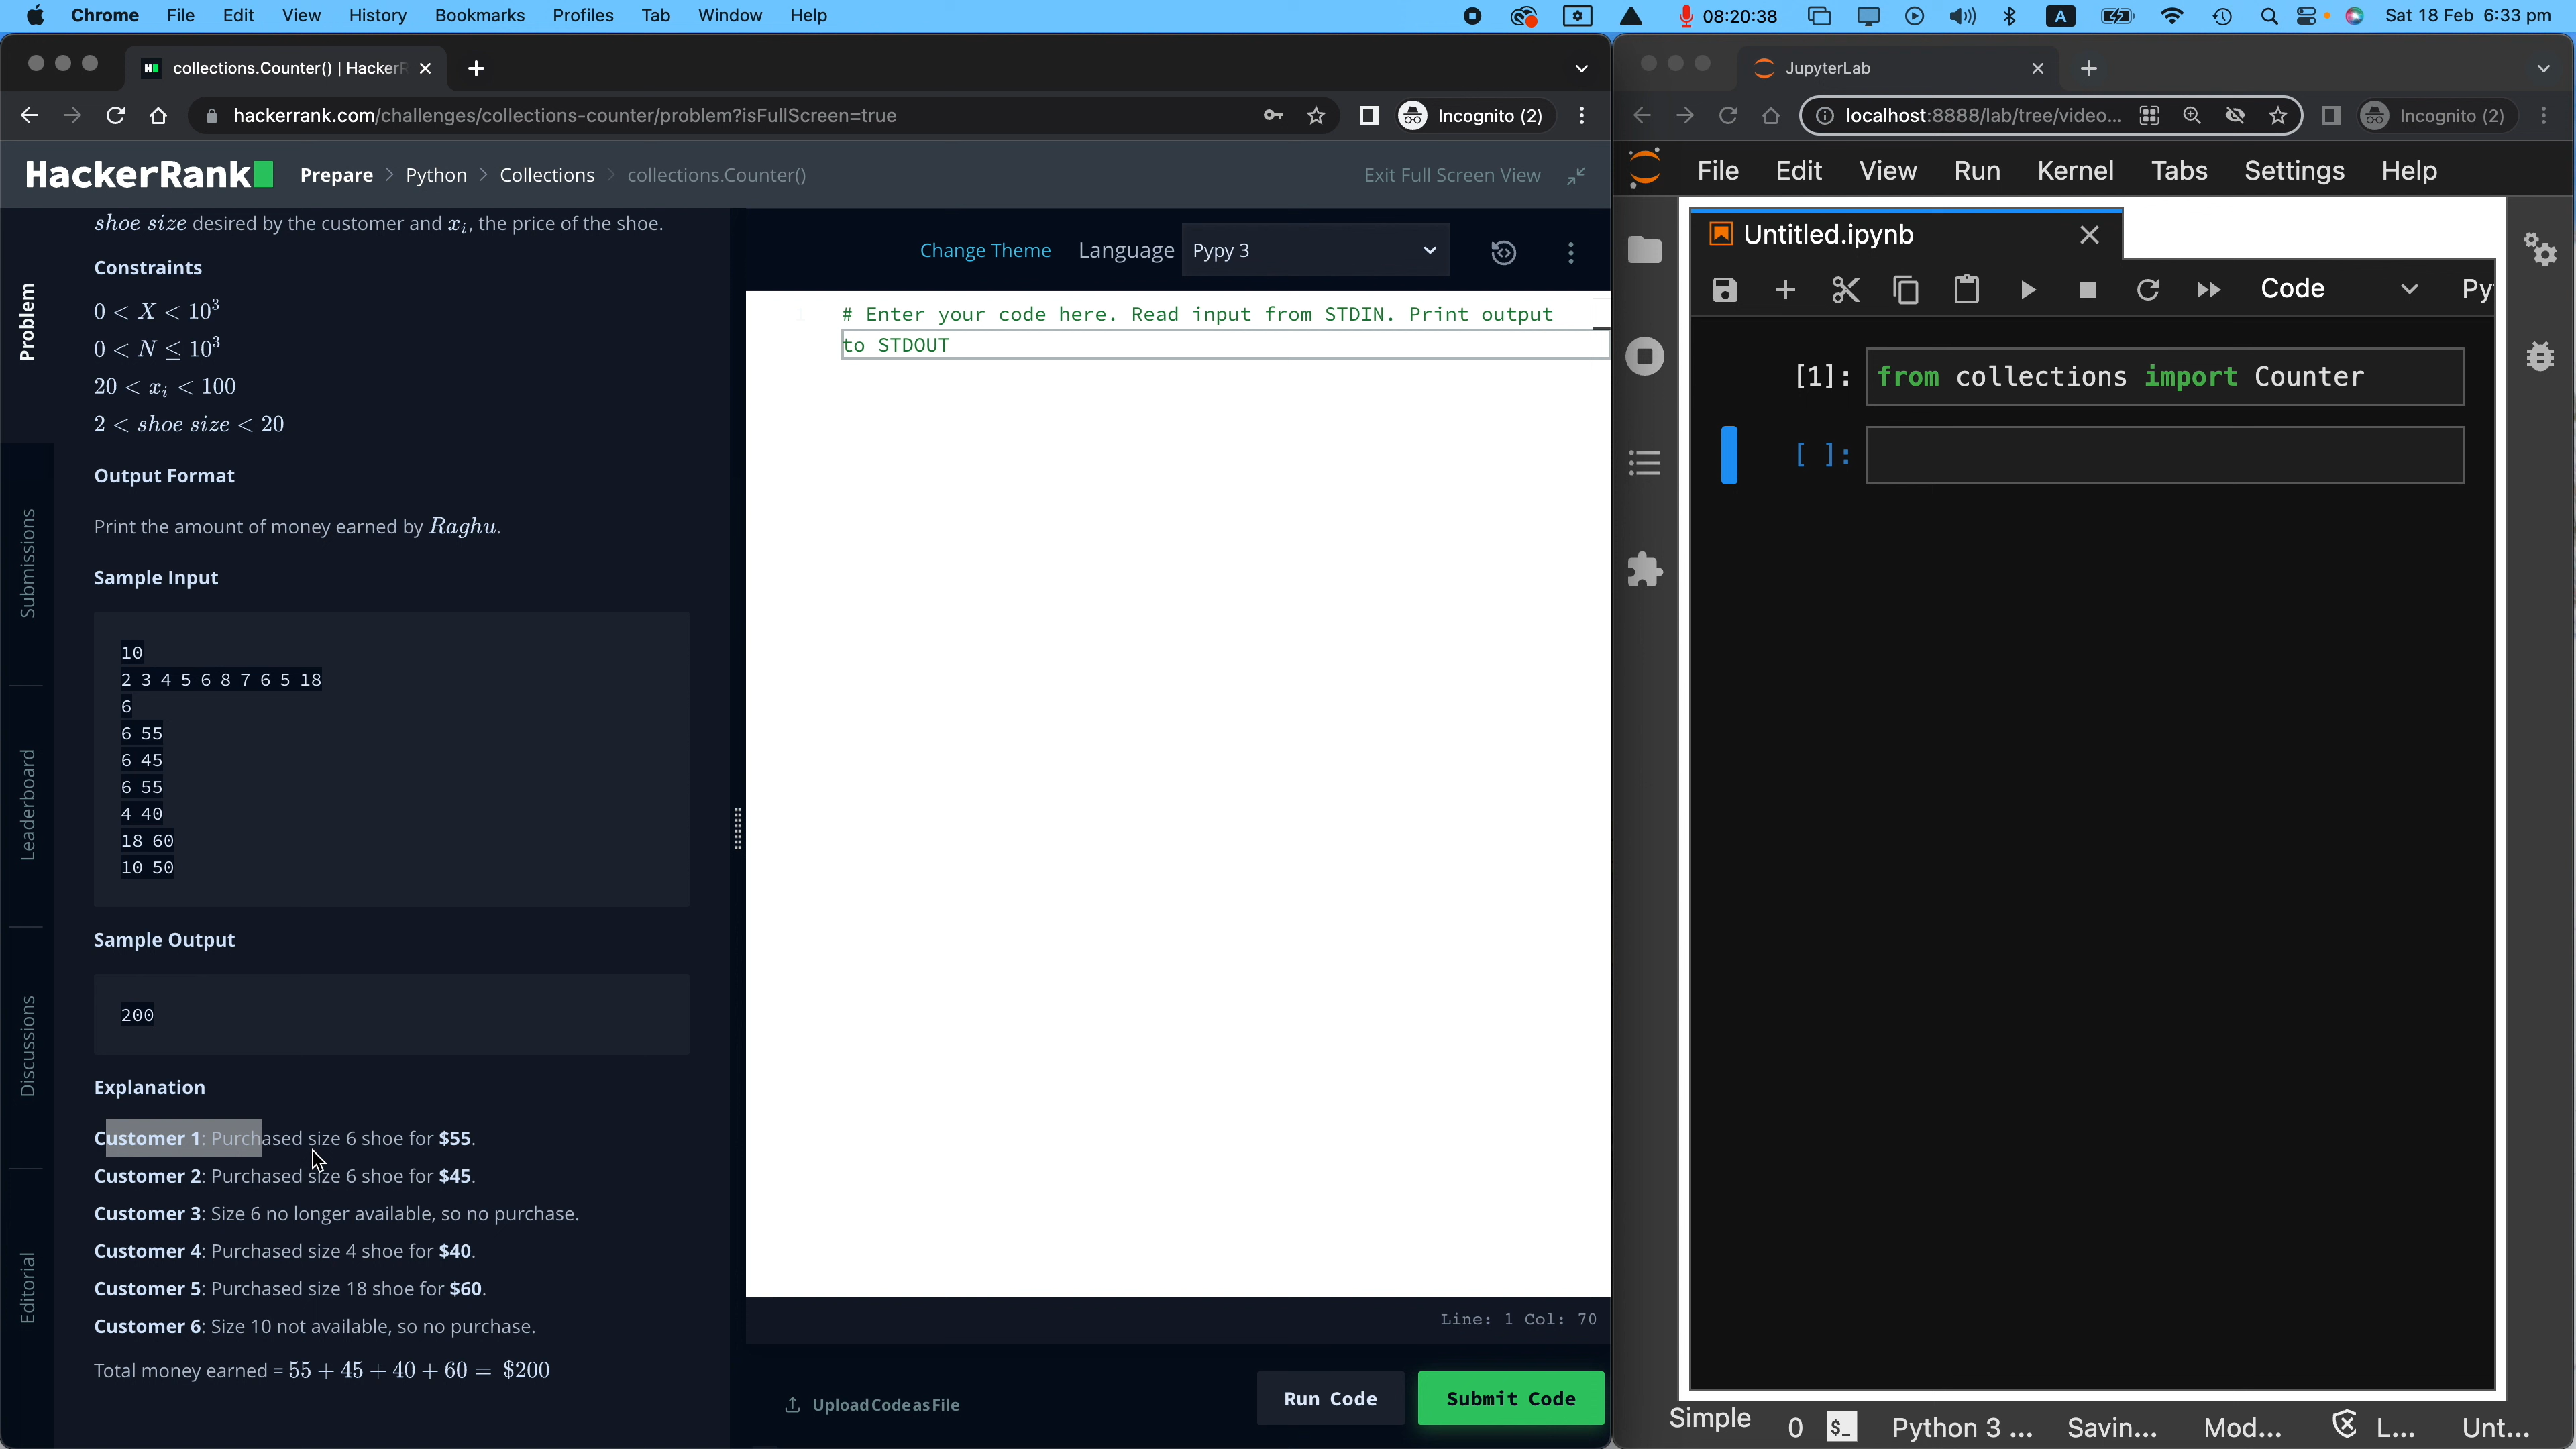 Chrome File Edit View History Bookmarks Profiles Tab Window Help 08:20:38 A Sat 18 Feb 6:33 pm
collections.Counter() | HackerR
hackerrank.com/challenges/collections-counter/problem?isFullScreen=true Incognito (2)
HackerRank Prepare > Python > Collections > collections.Counter() Exit Full Screen View
Problem
Submissions
Leaderboard
Discussions
Editorial
shoe size desired by the customer and xᵢ, the price of the shoe.
Constraints
0 < X < 10³
0 < N ≤ 10³
20 < xᵢ < 100
2 < shoe size < 20
Output Format
Print the amount of money earned by Raghu.
Sample Input
10
2 3 4 5 6 8 7 6 5 18
6
6 55
6 45
6 55
4 40
18 60
10 50
Sample Output
200
Explanation
Customer 1: Purchased size 6 shoe for $55.
Customer 2: Purchased size 6 shoe for $45.
Customer 3: Size 6 no longer available, so no purchase.
Customer 4: Purchased size 4 shoe for $40.
Customer 5: Purchased size 18 shoe for $60.
Customer 6: Size 10 not available, so no purchase.
Total money earned = 55 + 45 + 40 + 60 = $200
Change Theme Language Pypy 3
# Enter your code here. Read input from STDIN. Print output
to STDOUT
Line: 1 Col: 70
Upload Code as File Run Code Submit Code
JupyterLab
localhost:8888/lab/tree/video... Incognito (2)
File Edit View Run Kernel Tabs Settings Help
Untitled.ipynb
Code Py
[1]: from collections import Counter
[ ]:
Simple 0 $_ Python 3 ... Savin... Mod... L... Unt...